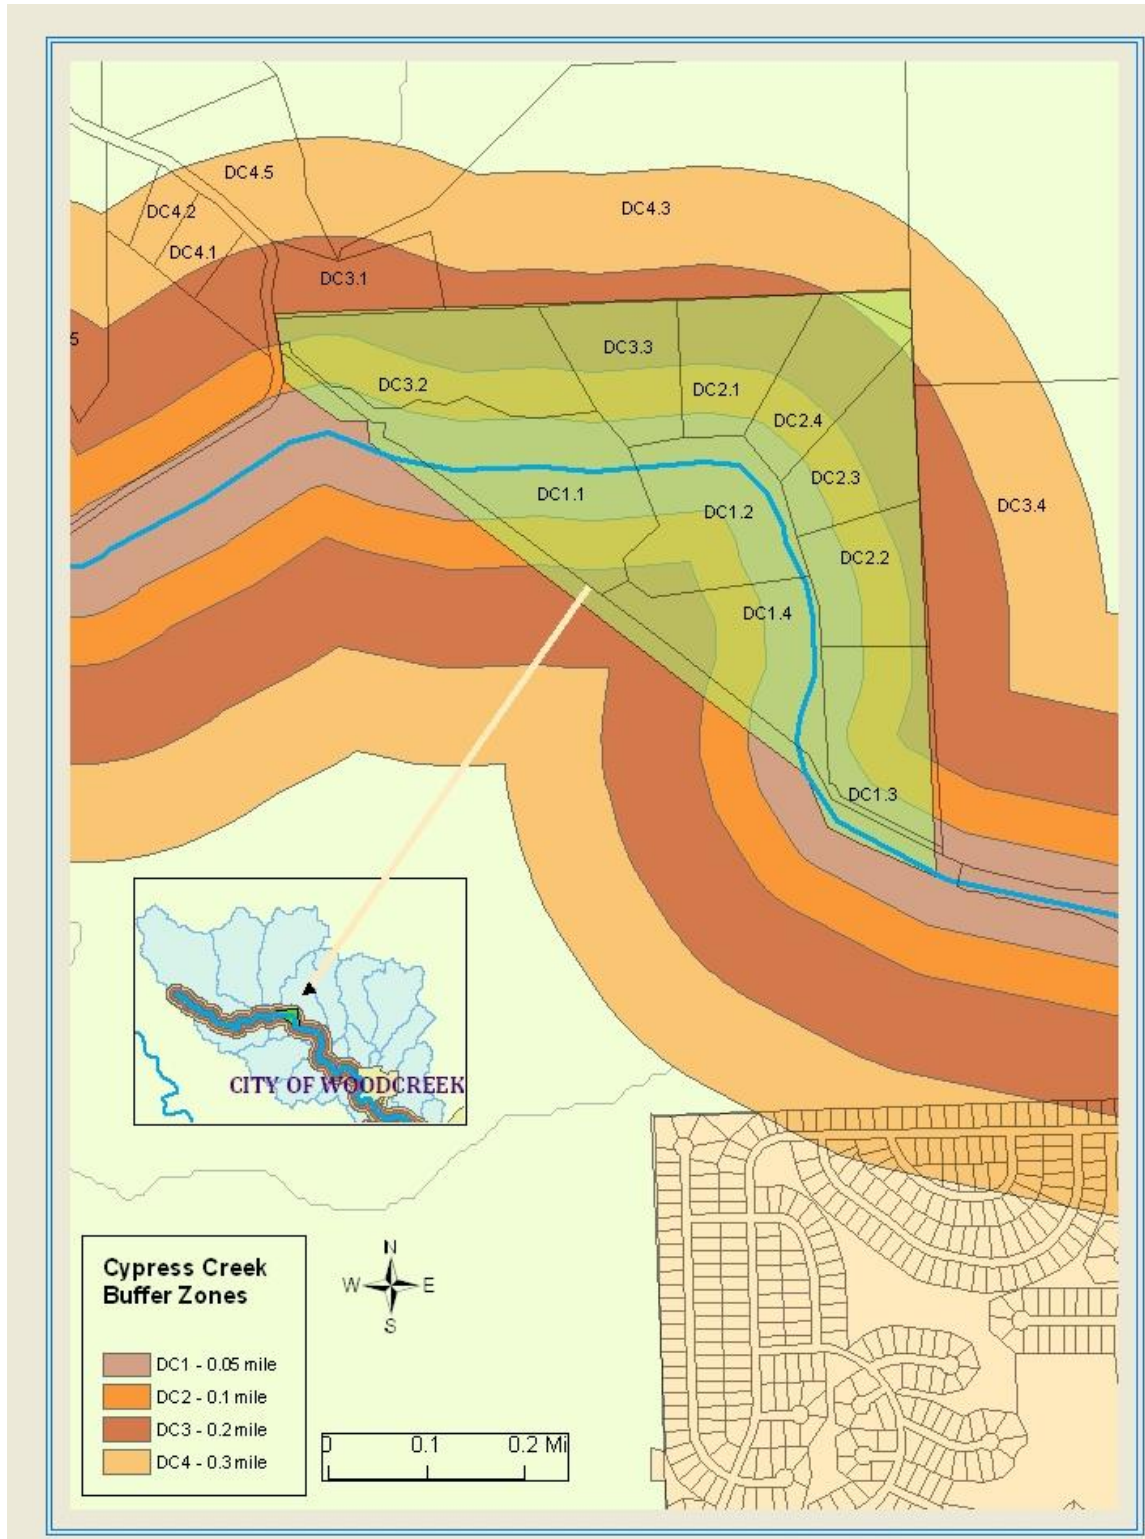 DC4.5
DC4.2
DC4.3
DC4.1
DC3.1
5
DC3.3
DC3.2
DC2.1
DC2.4
DC2.3
DC1.1
DC3.4
DC1.2
DC2.2
DC1.4
DC1.3
CITY OF WOODCREEK
Cypress Creek
Buffer Zones
DC1 - 0.05 mile
DC2 - 0.1 mile
DC3 - 0.2 mile
DC4 - 0.3 mile
N
W E
S
0 0.1 0.2 Mi